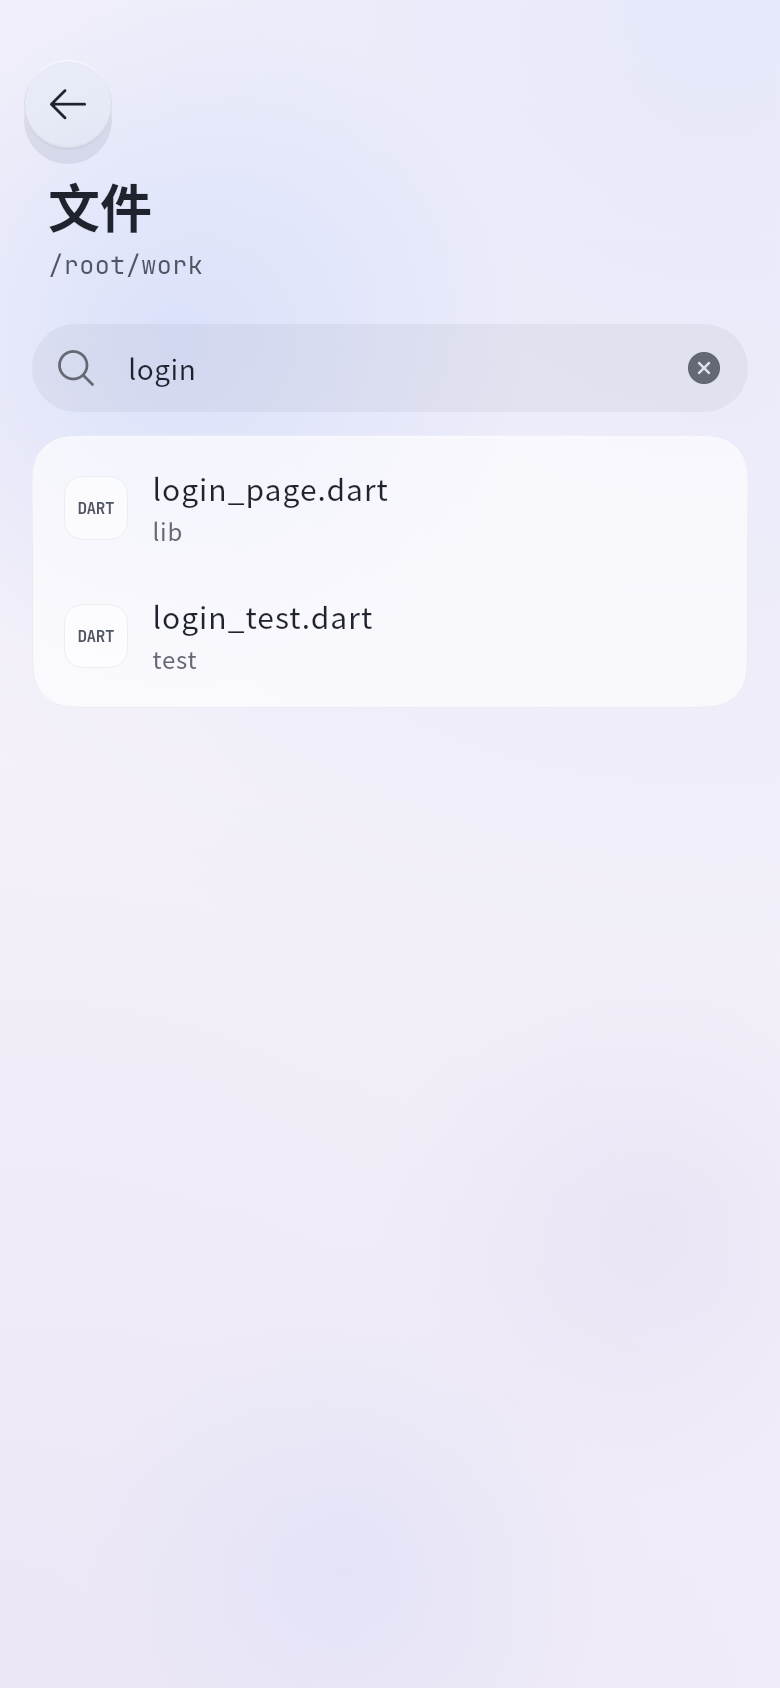 文件
/root/work
login
DART
login_page.dart
lib
DART
login_test.dart
test